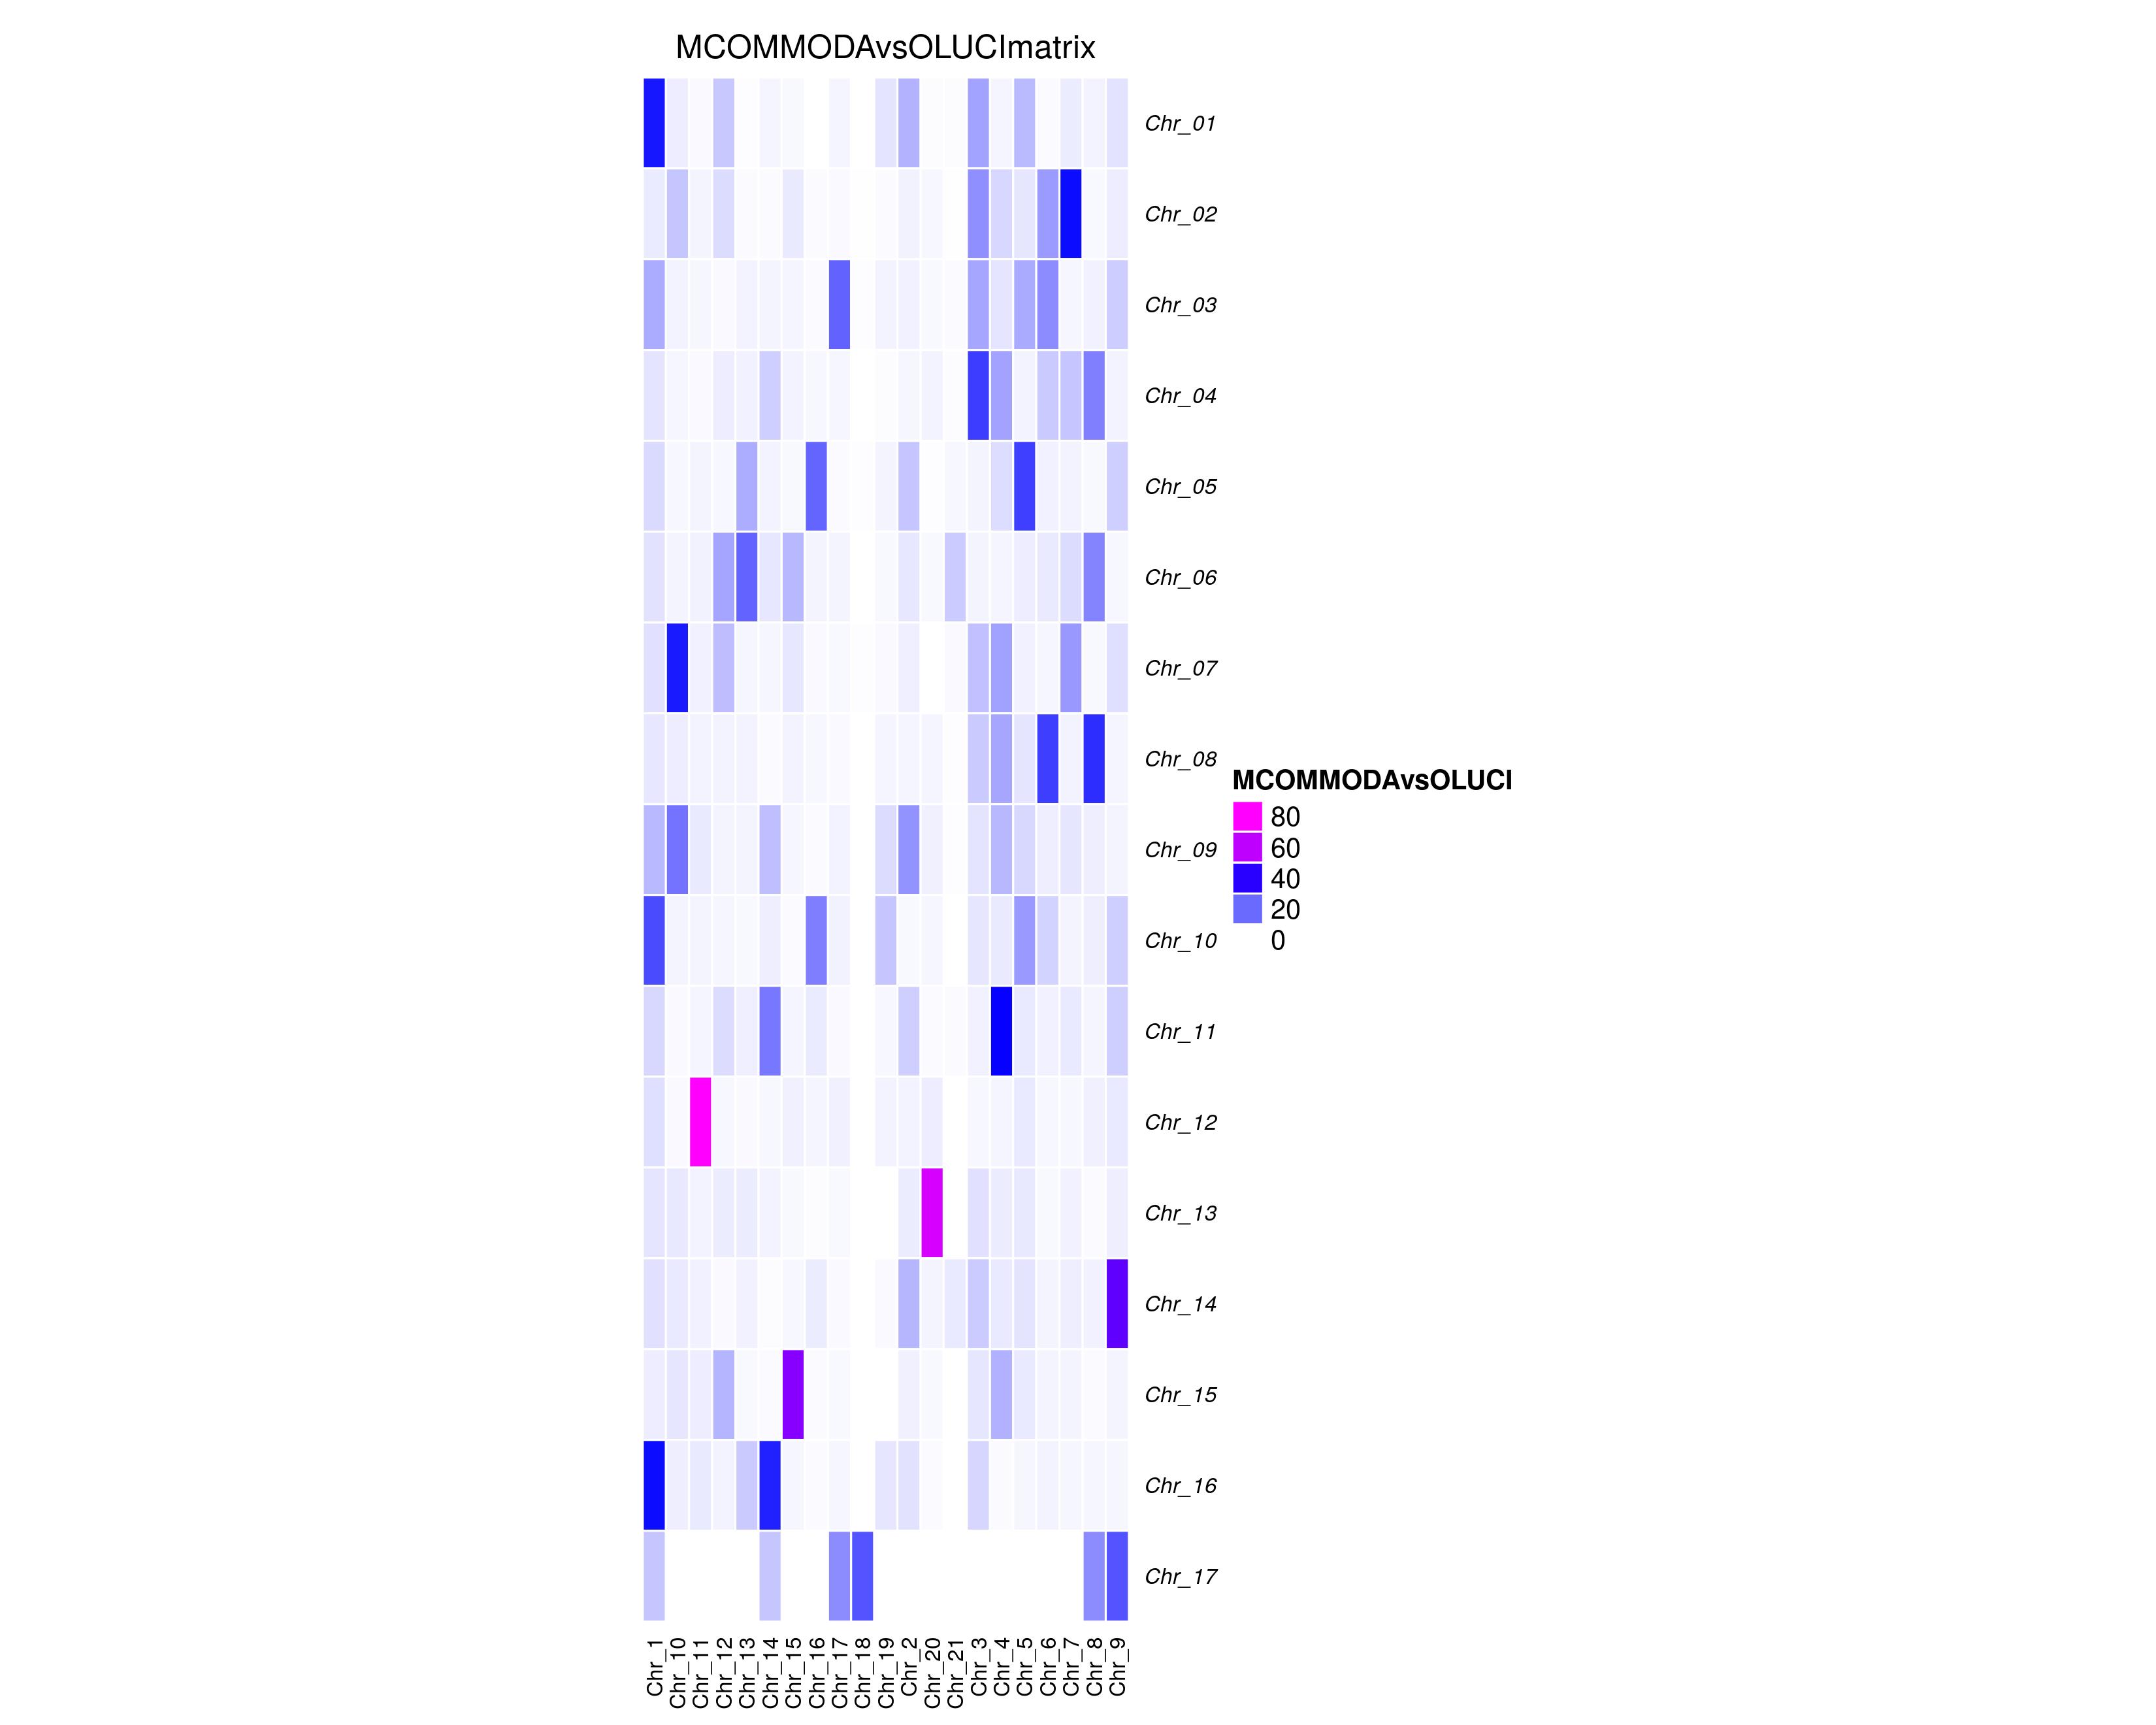 MCOMMODAvsOLUCImatrix
Chr_01
Chr_02
Chr_03
Chr_04
Chr_05
Chr_06
Chr_07
Chr_08
Chr_09
Chr_10
Chr_11
Chr_12
Chr_13
Chr_14
Chr_15
Chr_16
Chr_17
MCOMMODAvsOLUCI
80
60
40
20
0
Chr_1
Chr_10
Chr_11
Chr_12
Chr_13
Chr_14
Chr_15
Chr_16
Chr_17
Chr_18
Chr_19
Chr_2
Chr_20
Chr_21
Chr_3
Chr_4
Chr_5
Chr_6
Chr_7
Chr_8
Chr_9